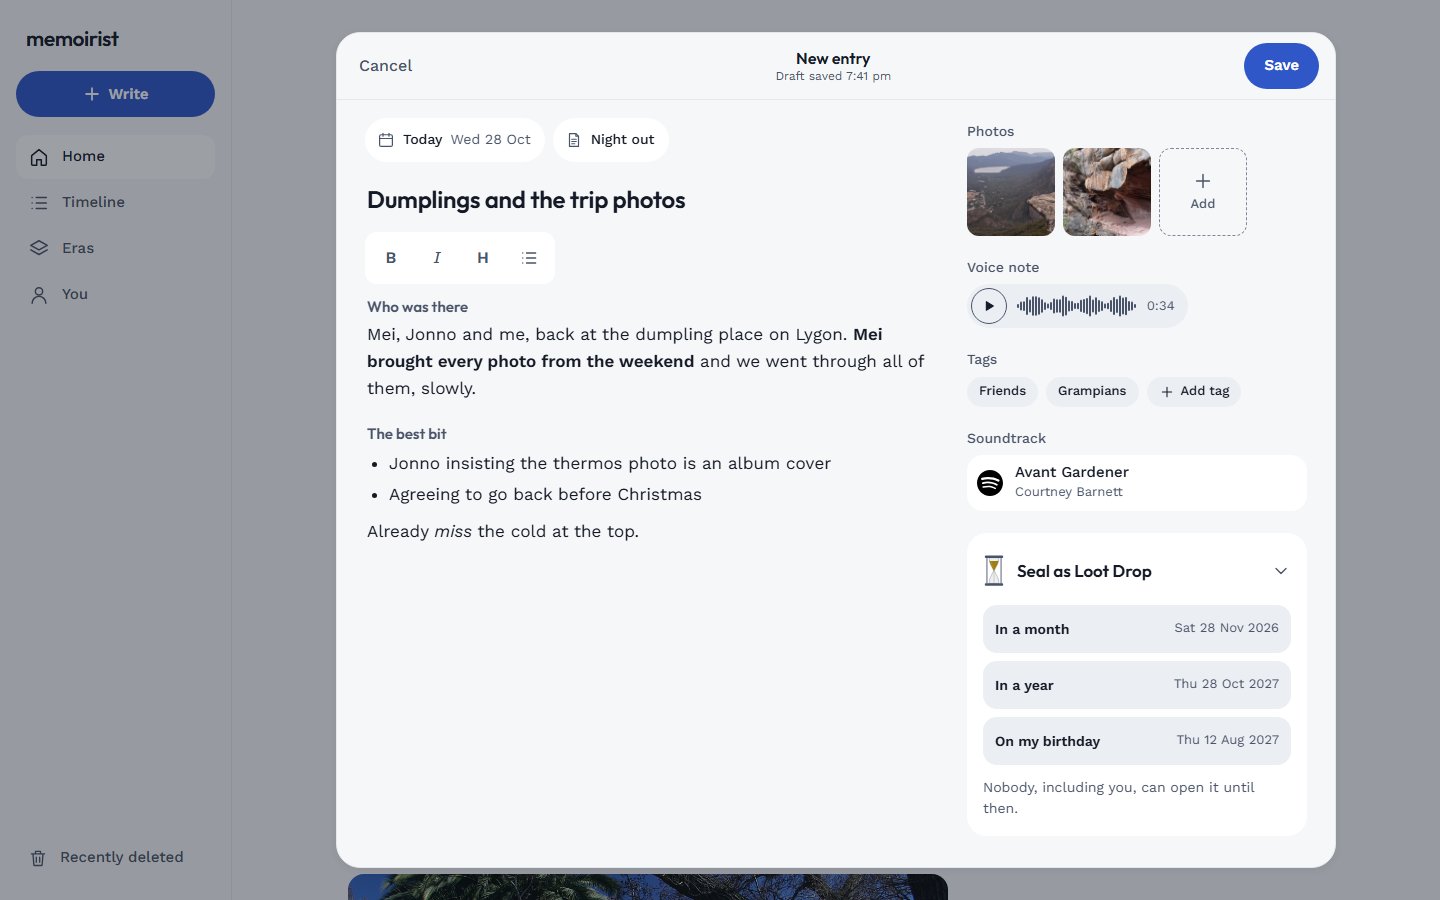 memoirist
Write
Home
Timeline
Eras
You
Recently deleted
Cancel
New entry
Draft saved 7:41 pm
Save
Today Wed 28 Oct
Night out
Dumplings and the trip photos
B I H
Who was there
Mei, Jonno and me, back at the dumpling place on Lygon. Mei
brought every photo from the weekend and we went through all of
them, slowly.
The best bit
• Jonno insisting the thermos photo is an album cover
• Agreeing to go back before Christmas
Already miss the cold at the top.
Photos
Add
Voice note
0:34
Tags
Friends
Grampians
Add tag
Soundtrack
Avant Gardener
Courtney Barnett
Seal as Loot Drop
In a month Sat 28 Nov 2026
In a year Thu 28 Oct 2027
On my birthday Thu 12 Aug 2027
Nobody, including you, can open it until
then.